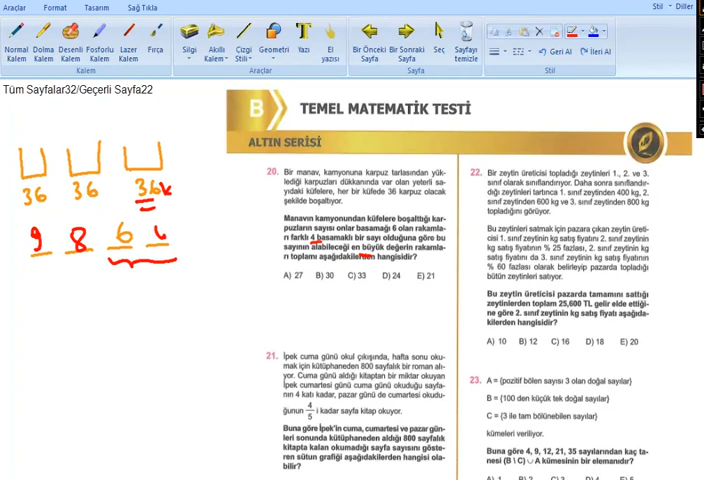 Araçlar Format Tasarım Sağ Tıkla Stil Diller
Normal Kalem
Dolma Kalem
Desenli Kalem
Fosforlu Kalem
Lazer Kalem
Fırça
Silgi
Akıllı Kalem
Çizgi Stili
Geometri
Yazı
El yazısı
Bir Önceki Sayfa
Bir Sonraki Sayfa
Seç
Sayfayı temizle
Geri Al
İleri Al
Kalem Araçlar Sayfa Stil
Tüm Sayfalar32/Geçerli Sayfa22
36 36 36k
9 8 6 4
B TEMEL MATEMATİK TESTİ
ALTIN SERİSİ
20. Bir manav, kamyonuna karpuz tarlasından yük-
lediği karpuzları dükkanında var olan yeterli sa-
yıdaki küfelere, her bir küfede 36 karpuz olacak
şekilde boşaltıyor.
Manavın kamyonundan küfelere boşalttığı kar-
puzların sayısı onlar basamağı 6 olan rakamla-
rı farklı 4 basamaklı bir sayı olduğuna göre bu
sayının alabileceği en büyük değerin rakamla-
rı toplamı aşağıdakilerden hangisidir?
A) 27 B) 30 C) 33 D) 24 E) 21
21. İpek cuma günü okul çıkışında, hafta sonu oku-
mak için kütüphaneden 800 sayfalık bir roman alı-
yor. Cuma günü aldığı kitaptan bir miktar okuyan
İpek cumartesi günü cuma günü okuduğu sayfa-
nın 4 katı kadar, pazar günü de cumartesi okudu-
ğunun 4/5 i kadar sayfa kitap okuyor.
Buna göre İpek'in cuma, cumartesi ve pazar gün-
leri sonunda kütüphaneden aldığı 800 sayfalık
kitapta kalan okumadığı sayfa sayısını göste-
ren sütun grafiği aşağıdakilerden hangisi ola-
bilir?
22. Bir zeytin üreticisi topladığı zeytinleri 1., 2. ve 3.
sınıf olarak sınıflandırıyor. Daha sonra sınıflandır-
dığı zeytinleri tartınca 1. sınıf zeytinden 400 kg, 2.
sınıf zeytinden 600 kg ve 3. sınıf zeytinden 800 kg
topladığını görüyor.
Bu zeytinleri satmak için pazara çıkan zeytin üreti-
cisi 1. sınıf zeytinin kg satış fiyatını 2. sınıf zeytinin
kg satış fiyatının % 25 fazlası, 2. sınıf zeytinin kg
satış fiyatını da 3. sınıf zeytinin kg satış fiyatının
% 60 fazlası olarak belirleyip pazarda topladığı
bütün zeytinleri satıyor.
Bu zeytin üreticisi pazarda tamamını sattığı
zeytinlerden toplam 25,600 TL gelir elde ettiği-
ne göre 2. sınıf zeytinin kg satış fiyatı aşağıda-
kilerden hangisidir?
A) 10 B) 12 C) 16 D) 18 E) 20
23. A = {pozitif bölen sayısı 3 olan doğal sayılar}
B = {100 den küçük tek doğal sayılar}
C = {3 ile tam bölünebilen sayılar}
kümeleri veriliyor.
Buna göre 4, 9, 12, 21, 35 sayılarından kaç ta-
nesi (B \ C) ∪ A kümesinin bir elemanıdır?